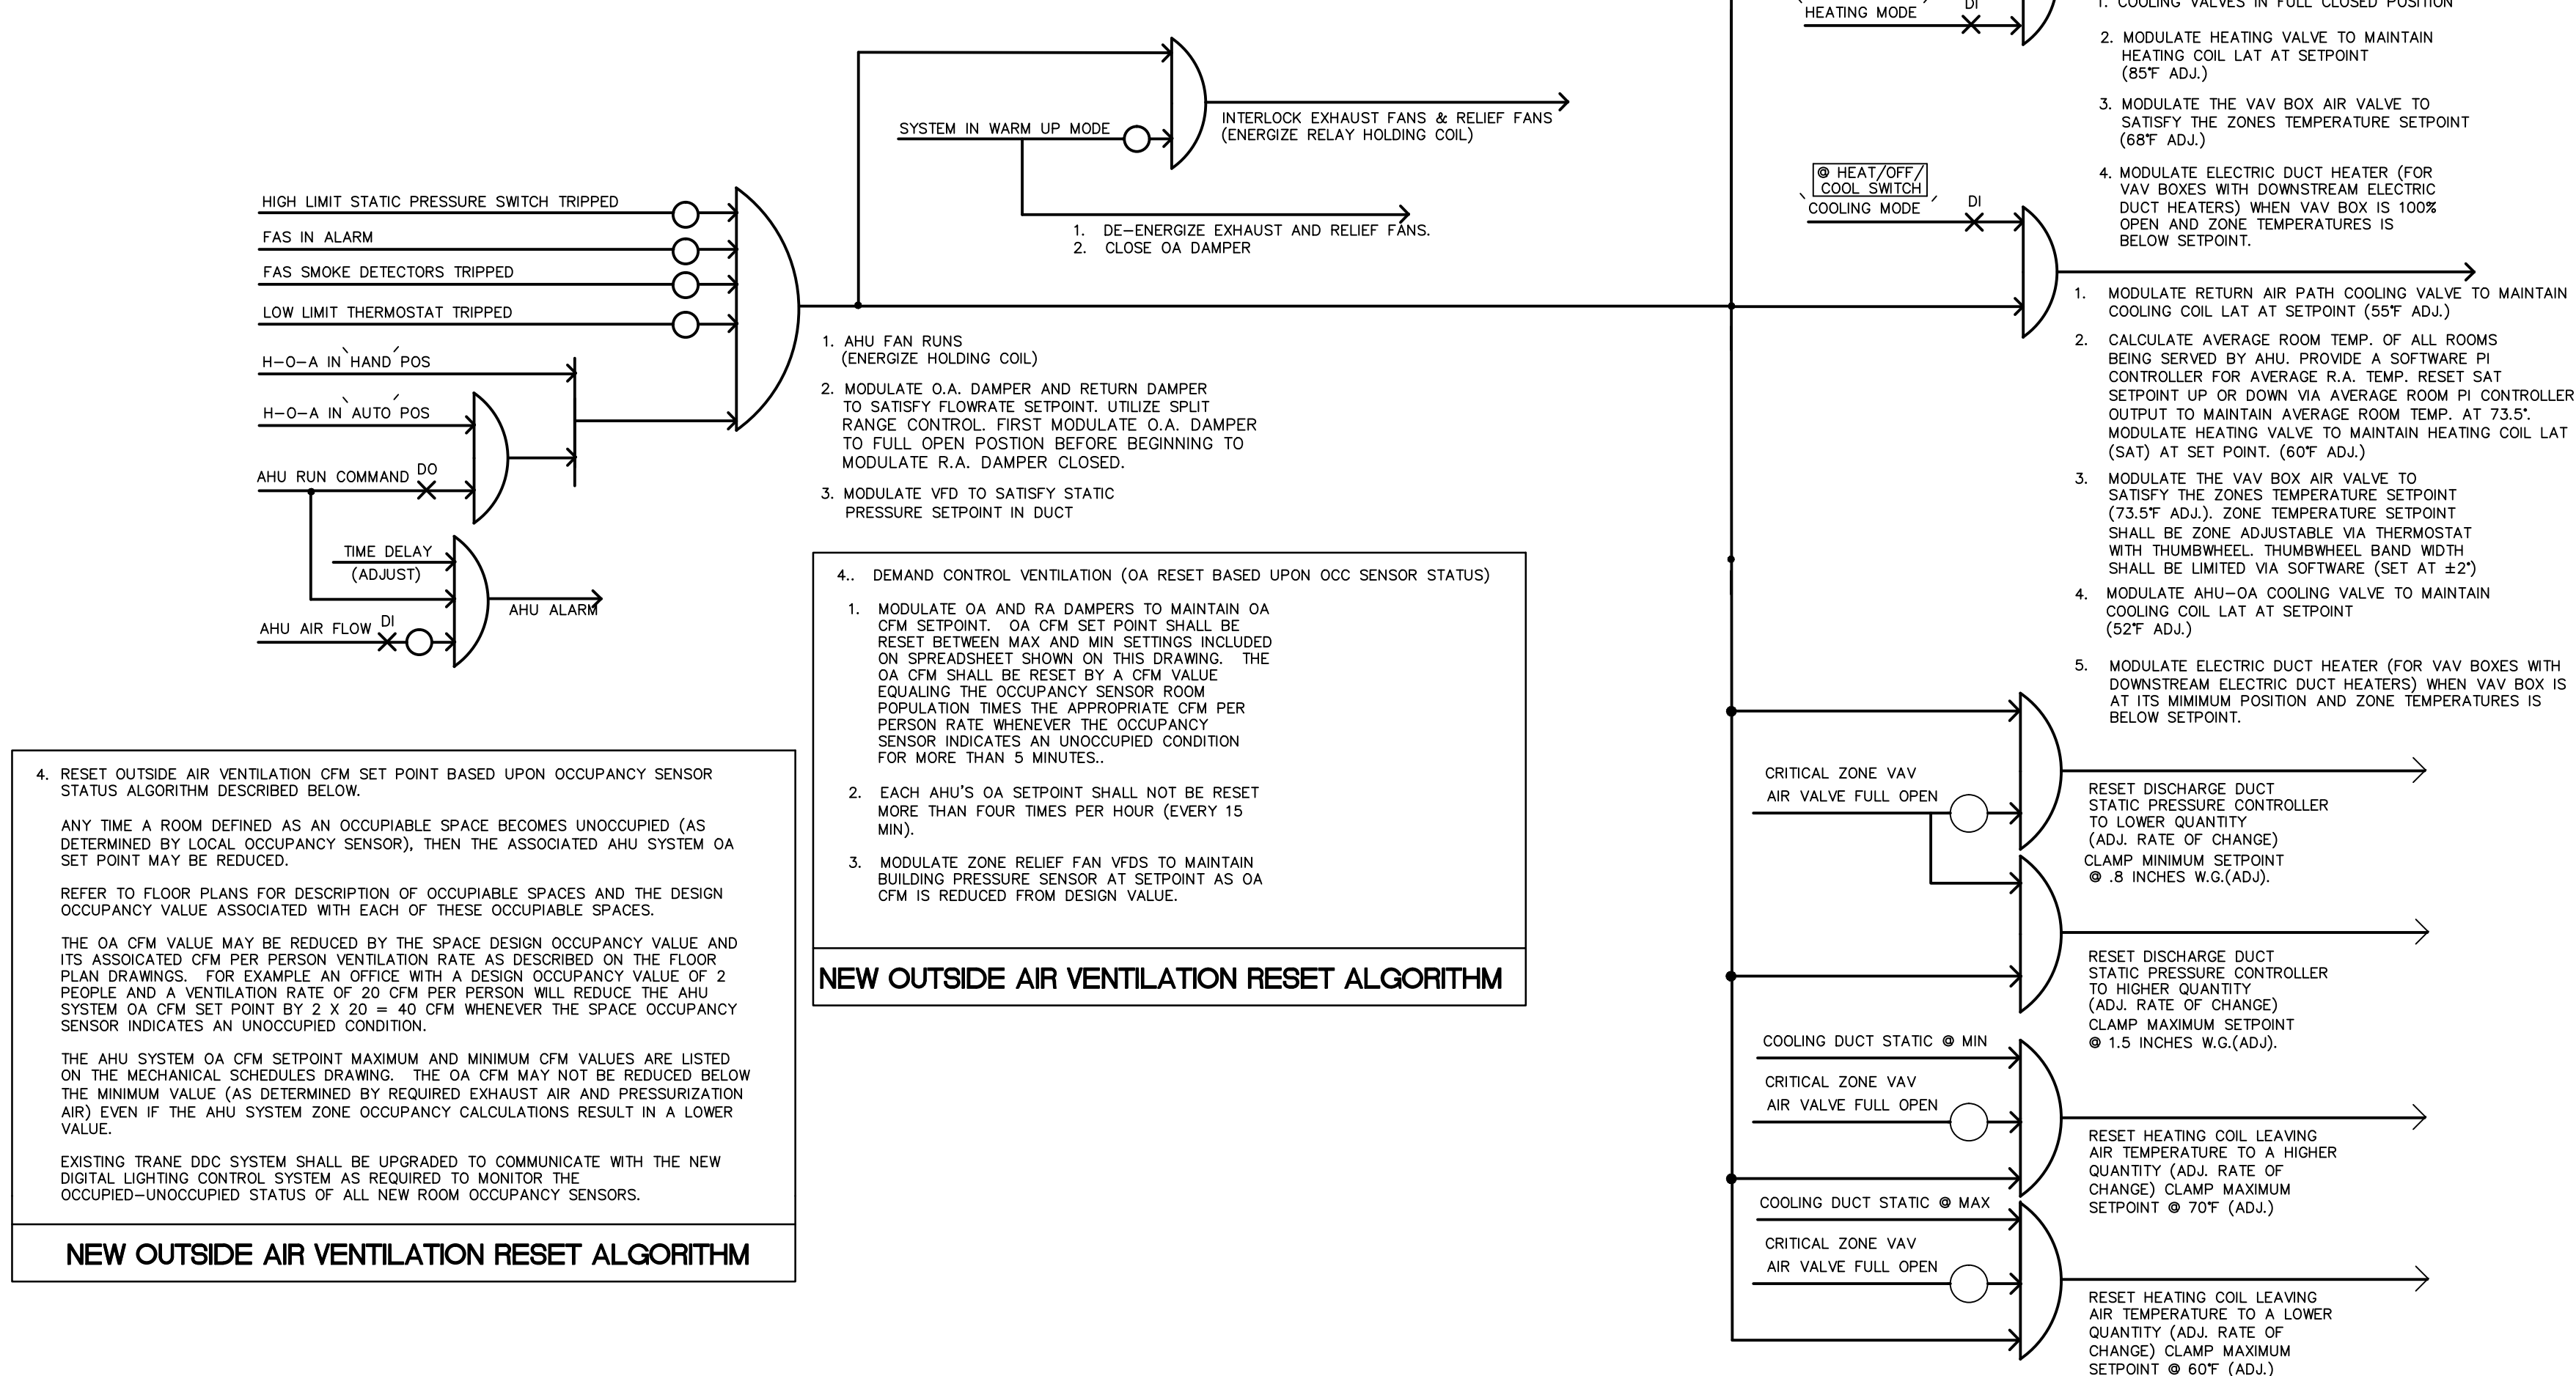 HIGH LIMIT STATIC PRESSURE SWITCH TRIPPED
FAS IN ALARM
FAS SMOKE DETECTORS TRIPPED
LOW LIMIT THERMOSTAT TRIPPED
H-O-A IN `HAND´ POS
H-O-A IN `AUTO´ POS
AHU RUN COMMAND
DO
TIME DELAY
(ADJUST)
AHU AIR FLOW
DI
AHU ALARM
SYSTEM IN WARM UP MODE
INTERLOCK EXHAUST FANS & RELIEF FANS
(ENERGIZE RELAY HOLDING COIL)
1. DE-ENERGIZE EXHAUST AND RELIEF FANS.
2. CLOSE OA DAMPER
1. AHU FAN RUNS
(ENERGIZE HOLDING COIL)
2. MODULATE O.A. DAMPER AND RETURN DAMPER
TO SATISFY FLOWRATE SETPOINT. UTILIZE SPLIT
RANGE CONTROL. FIRST MODULATE O.A. DAMPER
TO FULL OPEN POSTION BEFORE BEGINNING TO
MODULATE R.A. DAMPER CLOSED.
3. MODULATE VFD TO SATISFY STATIC
PRESSURE SETPOINT IN DUCT
4.. DEMAND CONTROL VENTILATION (OA RESET BASED UPON OCC SENSOR STATUS)
1. MODULATE OA AND RA DAMPERS TO MAINTAIN OA
CFM SETPOINT. OA CFM SET POINT SHALL BE
RESET BETWEEN MAX AND MIN SETTINGS INCLUDED
ON SPREADSHEET SHOWN ON THIS DRAWING. THE
OA CFM SHALL BE RESET BY A CFM VALUE
EQUALING THE OCCUPANCY SENSOR ROOM
POPULATION TIMES THE APPROPRIATE CFM PER
PERSON RATE WHENEVER THE OCCUPANCY
SENSOR INDICATES AN UNOCCUPIED CONDITION
FOR MORE THAN 5 MINUTES..
2. EACH AHU'S OA SETPOINT SHALL NOT BE RESET
MORE THAN FOUR TIMES PER HOUR (EVERY 15
MIN).
3. MODULATE ZONE RELIEF FAN VFDS TO MAINTAIN
BUILDING PRESSURE SENSOR AT SETPOINT AS OA
CFM IS REDUCED FROM DESIGN VALUE.
NEW OUTSIDE AIR VENTILATION RESET ALGORITHM
4. RESET OUTSIDE AIR VENTILATION CFM SET POINT BASED UPON OCCUPANCY SENSOR
STATUS ALGORITHM DESCRIBED BELOW.
ANY TIME A ROOM DEFINED AS AN OCCUPIABLE SPACE BECOMES UNOCCUPIED (AS
DETERMINED BY LOCAL OCCUPANCY SENSOR), THEN THE ASSOCIATED AHU SYSTEM OA
SET POINT MAY BE REDUCED.
REFER TO FLOOR PLANS FOR DESCRIPTION OF OCCUPIABLE SPACES AND THE DESIGN
OCCUPANCY VALUE ASSOCIATED WITH EACH OF THESE OCCUPIABLE SPACES.
THE OA CFM VALUE MAY BE REDUCED BY THE SPACE DESIGN OCCUPANCY VALUE AND
ITS ASSOICATED CFM PER PERSON VENTILATION RATE AS DESCRIBED ON THE FLOOR
PLAN DRAWINGS. FOR EXAMPLE AN OFFICE WITH A DESIGN OCCUPANCY VALUE OF 2
PEOPLE AND A VENTILATION RATE OF 20 CFM PER PERSON WILL REDUCE THE AHU
SYSTEM OA CFM SET POINT BY 2 X 20 = 40 CFM WHENEVER THE SPACE OCCUPANCY
SENSOR INDICATES AN UNOCCUPIED CONDITION.
THE AHU SYSTEM OA CFM SETPOINT MAXIMUM AND MINIMUM CFM VALUES ARE LISTED
ON THE MECHANICAL SCHEDULES DRAWING. THE OA CFM MAY NOT BE REDUCED BELOW
THE MINIMUM VALUE (AS DETERMINED BY REQUIRED EXHAUST AIR AND PRESSURIZATION
AIR) EVEN IF THE AHU SYSTEM ZONE OCCUPANCY CALCULATIONS RESULT IN A LOWER
VALUE.
EXISTING TRANE DDC SYSTEM SHALL BE UPGRADED TO COMMUNICATE WITH THE NEW
DIGITAL LIGHTING CONTROL SYSTEM AS REQUIRED TO MONITOR THE
OCCUPIED-UNOCCUPIED STATUS OF ALL NEW ROOM OCCUPANCY SENSORS.
NEW OUTSIDE AIR VENTILATION RESET ALGORITHM
`HEATING MODE´
DI
1. COOLING VALVES IN FULL CLOSED POSITION
2. MODULATE HEATING VALVE TO MAINTAIN
HEATING COIL LAT AT SETPOINT
(85°F ADJ.)
3. MODULATE THE VAV BOX AIR VALVE TO
SATISFY THE ZONES TEMPERATURE SETPOINT
(68°F ADJ.)
4. MODULATE ELECTRIC DUCT HEATER (FOR
VAV BOXES WITH DOWNSTREAM ELECTRIC
DUCT HEATERS) WHEN VAV BOX IS 100%
OPEN AND ZONE TEMPERATURES IS
BELOW SETPOINT.
@ HEAT/OFF/
COOL SWITCH
`COOLING MODE´
DI
1. MODULATE RETURN AIR PATH COOLING VALVE TO MAINTAIN
COOLING COIL LAT AT SETPOINT (55°F ADJ.)
2. CALCULATE AVERAGE ROOM TEMP. OF ALL ROOMS
BEING SERVED BY AHU. PROVIDE A SOFTWARE PI
CONTROLLER FOR AVERAGE R.A. TEMP. RESET SAT
SETPOINT UP OR DOWN VIA AVERAGE ROOM PI CONTROLLER
OUTPUT TO MAINTAIN AVERAGE ROOM TEMP. AT 73.5°.
MODULATE HEATING VALVE TO MAINTAIN HEATING COIL LAT
(SAT) AT SET POINT. (60°F ADJ.)
3. MODULATE THE VAV BOX AIR VALVE TO
SATISFY THE ZONES TEMPERATURE SETPOINT
(73.5°F ADJ.). ZONE TEMPERATURE SETPOINT
SHALL BE ZONE ADJUSTABLE VIA THERMOSTAT
WITH THUMBWHEEL. THUMBWHEEL BAND WIDTH
SHALL BE LIMITED VIA SOFTWARE (SET AT ±2°)
4. MODULATE AHU-OA COOLING VALVE TO MAINTAIN
COOLING COIL LAT AT SETPOINT
(52°F ADJ.)
5. MODULATE ELECTRIC DUCT HEATER (FOR VAV BOXES WITH
DOWNSTREAM ELECTRIC DUCT HEATERS) WHEN VAV BOX IS
AT ITS MIMIMUM POSITION AND ZONE TEMPERATURES IS
BELOW SETPOINT.
CRITICAL ZONE VAV
AIR VALVE FULL OPEN
RESET DISCHARGE DUCT
STATIC PRESSURE CONTROLLER
TO LOWER QUANTITY
(ADJ. RATE OF CHANGE)
CLAMP MINIMUM SETPOINT
@ .8 INCHES W.G.(ADJ).
RESET DISCHARGE DUCT
STATIC PRESSURE CONTROLLER
TO HIGHER QUANTITY
(ADJ. RATE OF CHANGE)
CLAMP MAXIMUM SETPOINT
@ 1.5 INCHES W.G.(ADJ).
COOLING DUCT STATIC @ MIN
CRITICAL ZONE VAV
AIR VALVE FULL OPEN
RESET HEATING COIL LEAVING
AIR TEMPERATURE TO A HIGHER
QUANTITY (ADJ. RATE OF
CHANGE) CLAMP MAXIMUM
SETPOINT @ 70°F (ADJ.)
COOLING DUCT STATIC @ MAX
CRITICAL ZONE VAV
AIR VALVE FULL OPEN
RESET HEATING COIL LEAVING
AIR TEMPERATURE TO A LOWER
QUANTITY (ADJ. RATE OF
CHANGE) CLAMP MAXIMUM
SETPOINT @ 60°F (ADJ.)